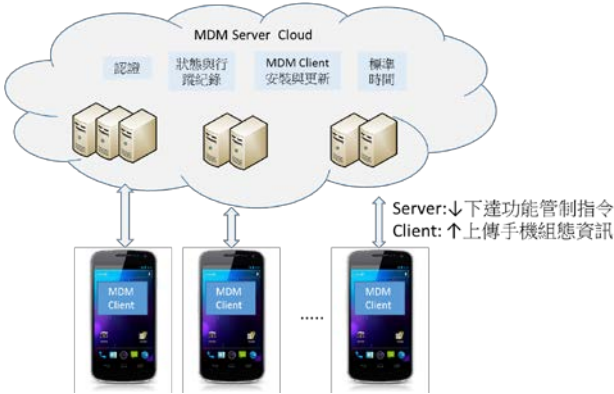 MDM Server Cloud
認證
狀態與行
蹤紀錄
MDM Client
安裝與更新
標準
時間
Server:↓下達功能管制指令
Client: ↑上傳手機組態資訊
MDM
Client
MDM
Client
.....
MDM
Client